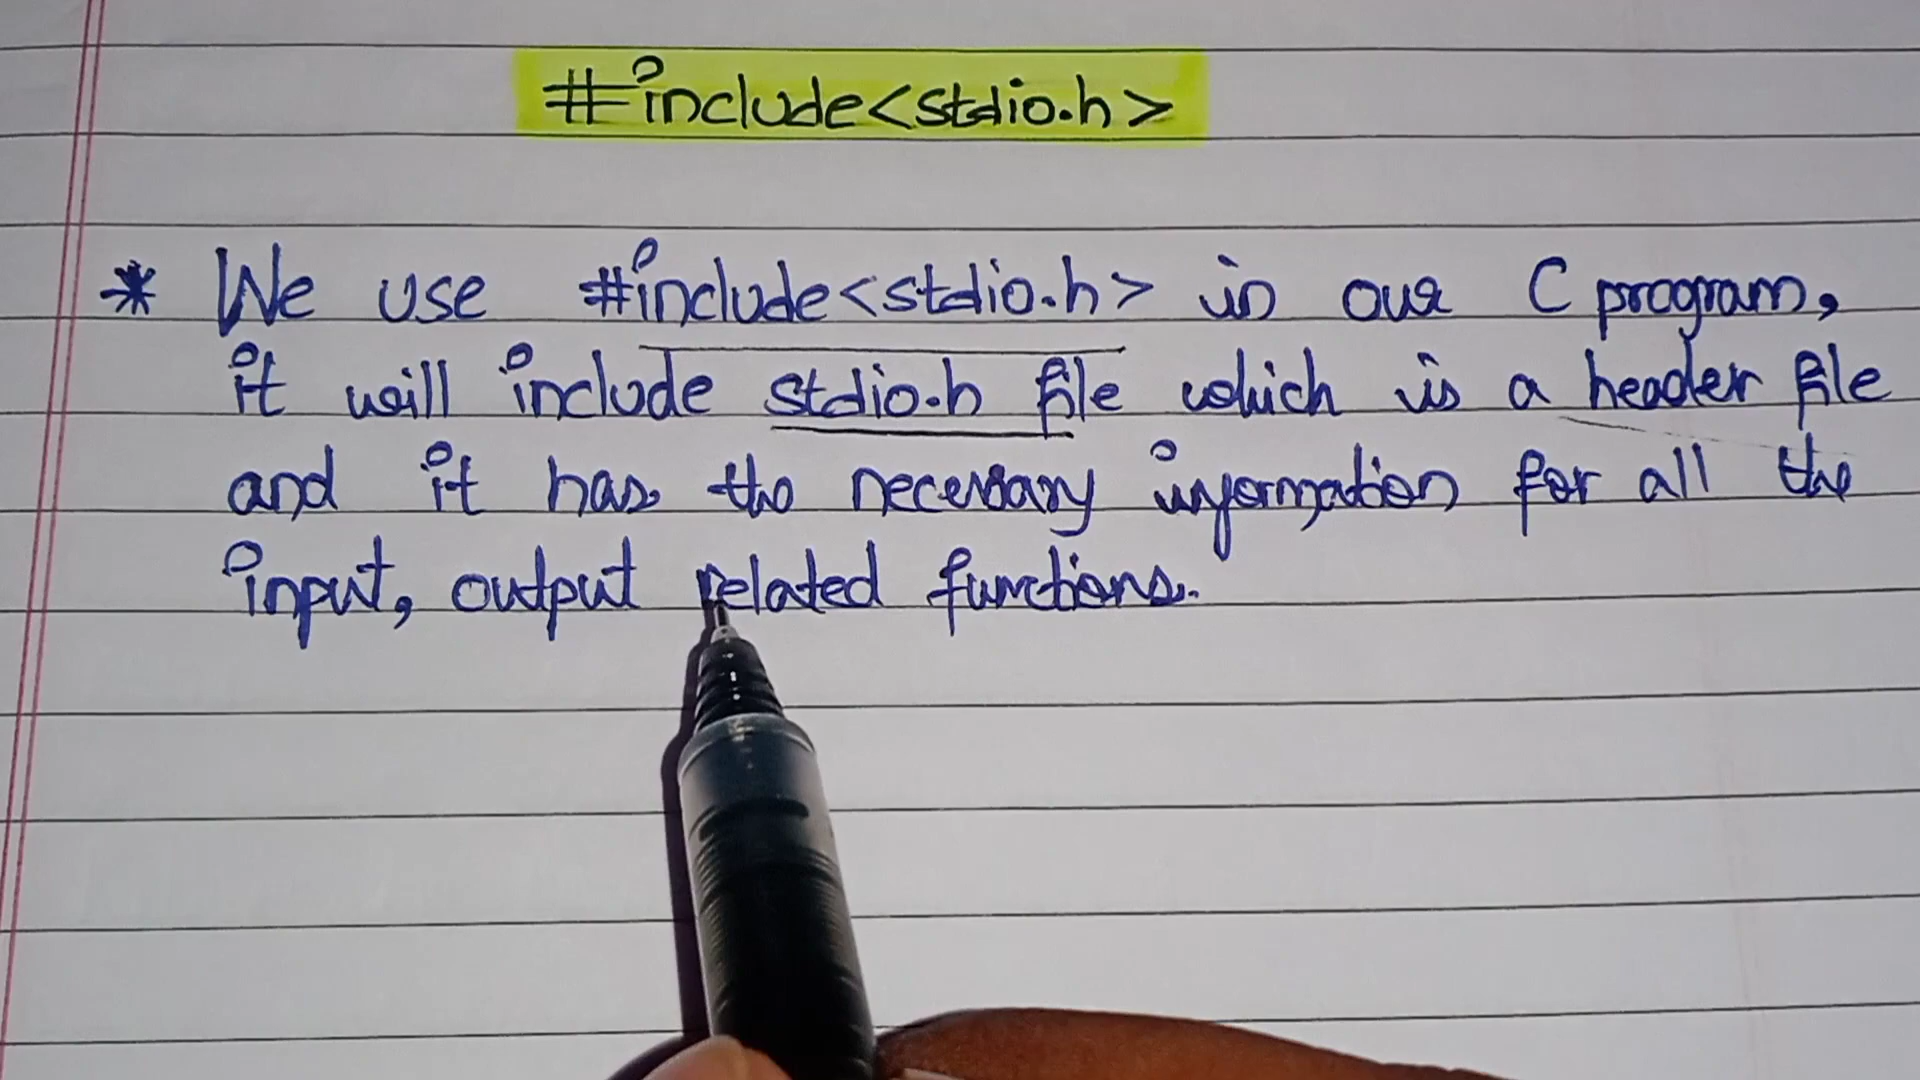 #include<stdio.h>
* We use #include<stdio.h> in our C program,
it will include stdio.h file which is a header file
and it has the necessary information for all the
input, output related functions.